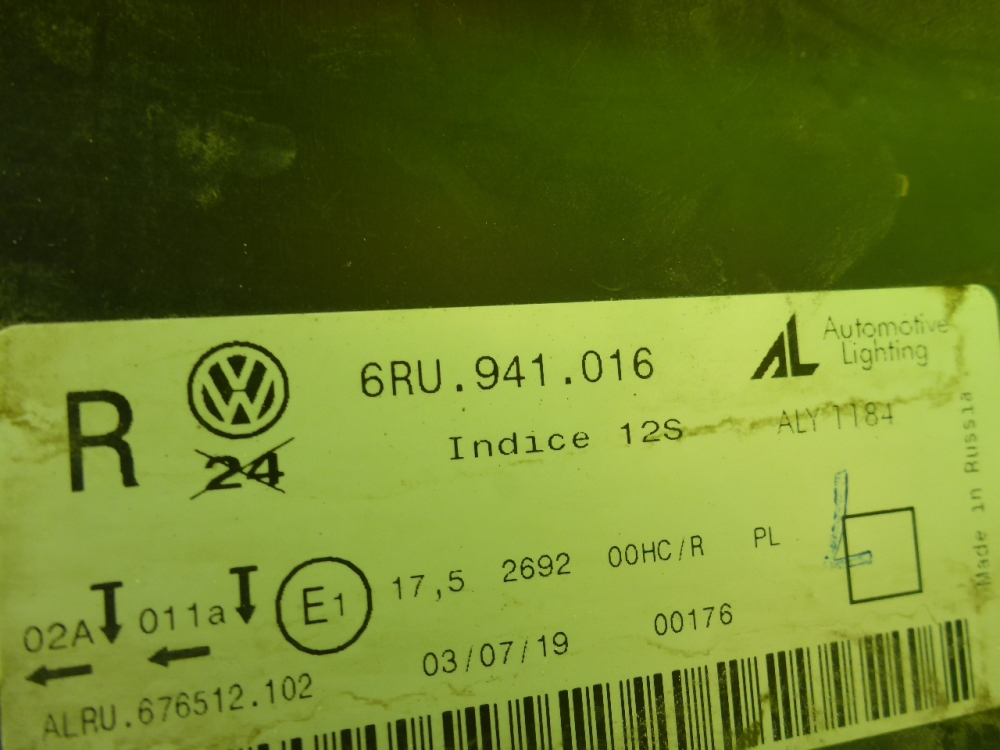 R
6RU.941.016
AL Automotive
Lighting
24
Indice 12S
ALY 1184
Made in Russia
02A 011a E1 17,5 2692 00HC/R PL
03/07/19 00176
ALRU.676512.102